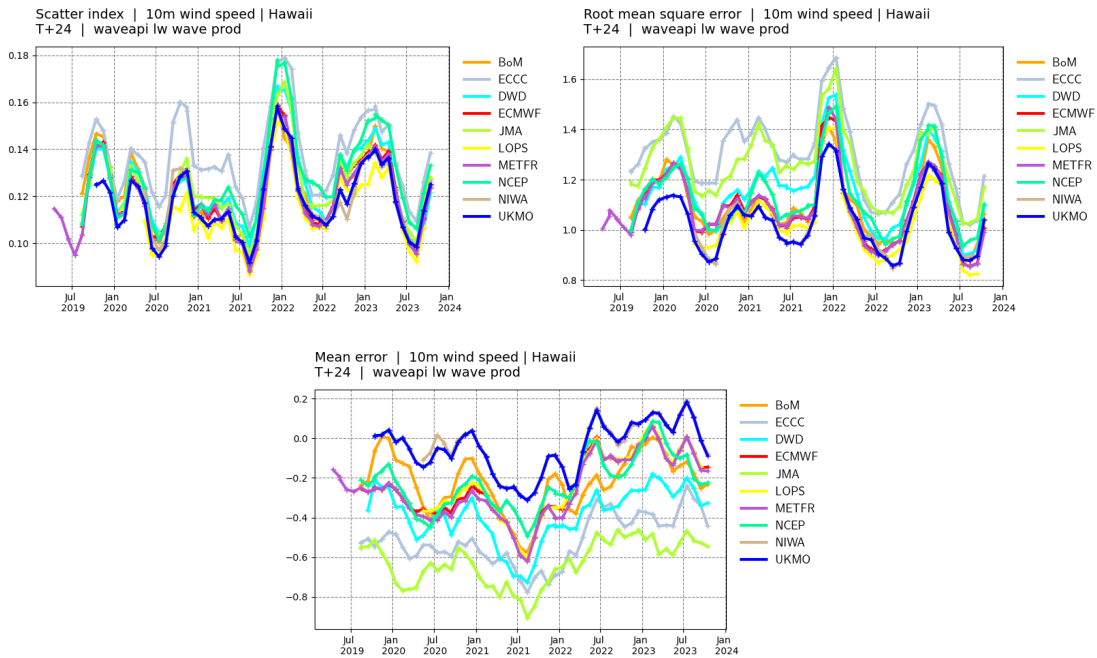 Scatter index | 10m wind speed | Hawaii
T+24 | waveapi lw wave prod
0.18
0.16
0.14
0.12
0.10
Jul
2019
Jan
2020
Jul
2020
Jan
2021
Jul
2021
Jan
2022
Jul
2022
Jan
2023
Jul
2023
Jan
2024
BoM
ECCC
DWD
ECMWF
JMA
LOPS
METFR
NCEP
NIWA
UKMO
Root mean square error | 10m wind speed | Hawaii
T+24 | waveapi lw wave prod
1.6
1.4
1.2
1.0
0.8
Jul
2019
Jan
2020
Jul
2020
Jan
2021
Jul
2021
Jan
2022
Jul
2022
Jan
2023
Jul
2023
Jan
2024
BoM
ECCC
DWD
ECMWF
JMA
LOPS
METFR
NCEP
NIWA
UKMO
Mean error | 10m wind speed | Hawaii
T+24 | waveapi lw wave prod
0.2
0.0
−0.2
−0.4
−0.6
−0.8
Jul
2019
Jan
2020
Jul
2020
Jan
2021
Jul
2021
Jan
2022
Jul
2022
Jan
2023
Jul
2023
Jan
2024
BoM
ECCC
DWD
ECMWF
JMA
LOPS
METFR
NCEP
NIWA
UKMO